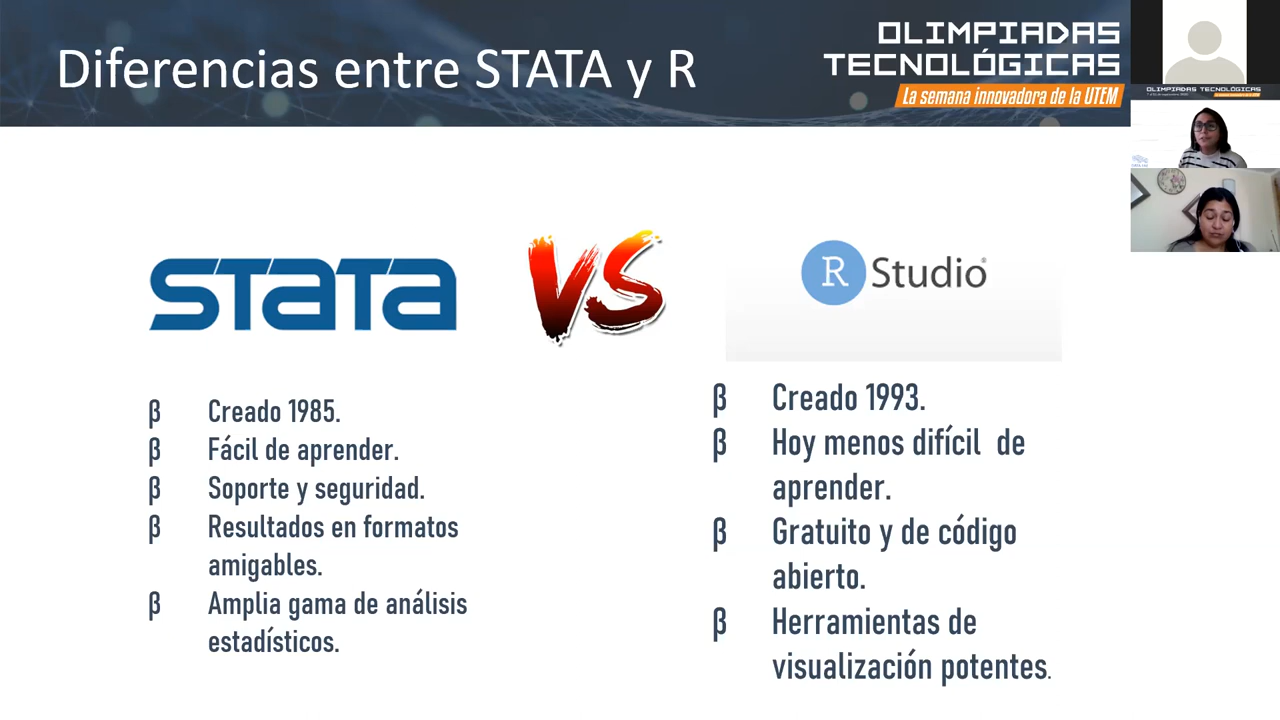 Diferencias entre STATA y R
OLIMPIADAS
TECNOLÓGICAS
La semana innovadora de la UTEM
OLIMPIADAS TECNOLÓGICAS
STATA
VS
R Studio®
β Creado 1985.
β Fácil de aprender.
β Soporte y seguridad.
β Resultados en formatos
amigables.
β Amplia gama de análisis
estadísticos.
β Creado 1993.
β Hoy menos difícil de
aprender.
β Gratuito y de código
abierto.
β Herramientas de
visualización potentes.